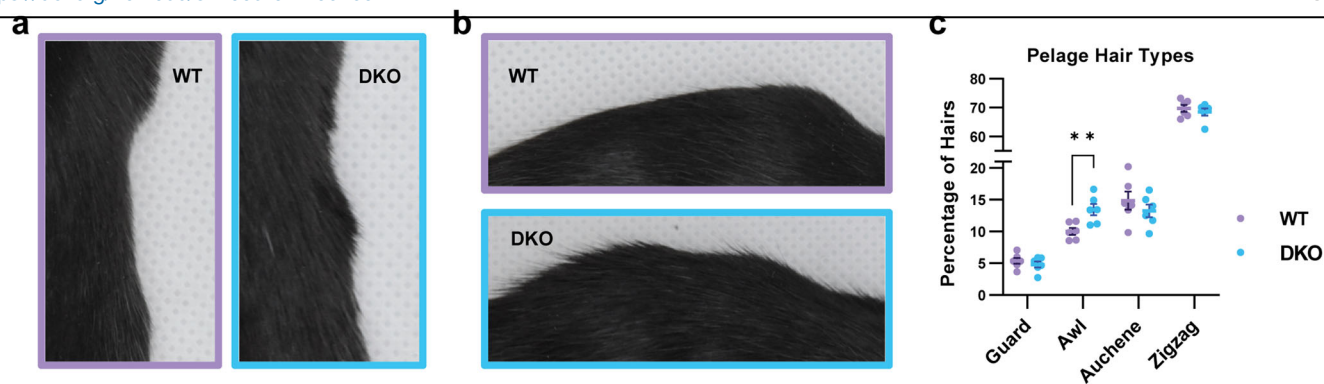 a
WT
DKO
b
WT
DKO
c
Pelage Hair Types
Percentage of Hairs
80
70
60
20
15
10
5
0
**
Guard
Awl
Auchene
Zigzag
WT
DKO